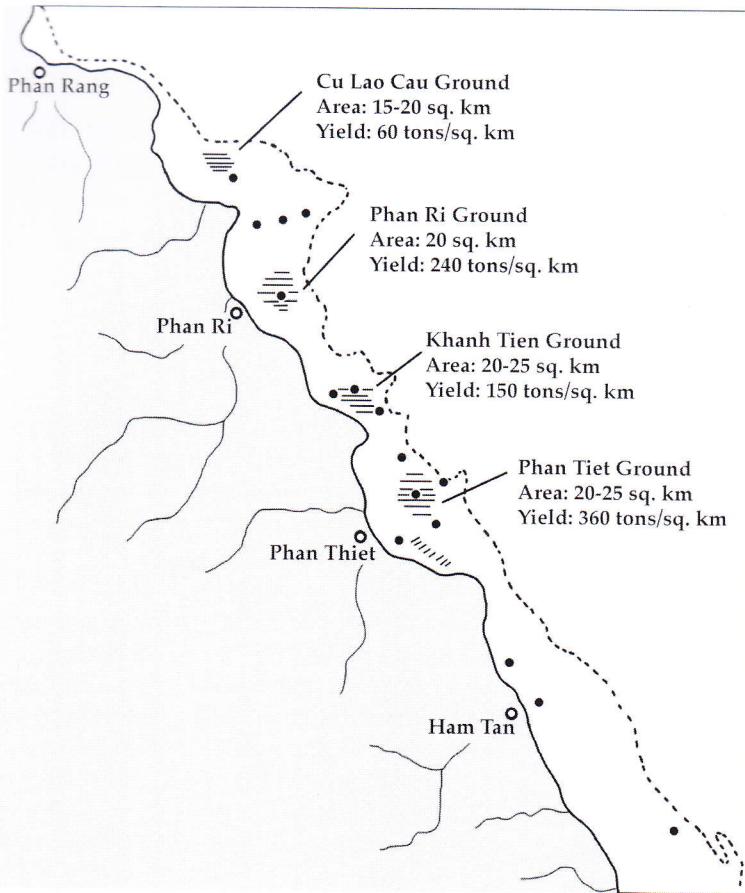 Phan Rang
Cu Lao Cau Ground
Area: 15-20 sq. km
Yield: 60 tons/sq. km
Phan Ri Ground
Area: 20 sq. km
Yield: 240 tons/sq. km
Phan Ri
Khanh Tien Ground
Area: 20-25 sq. km
Yield: 150 tons/sq. km
Phan Tiet Ground
Area: 20-25 sq. km
Yield: 360 tons/sq. km
Phan Thiet
Ham Tan